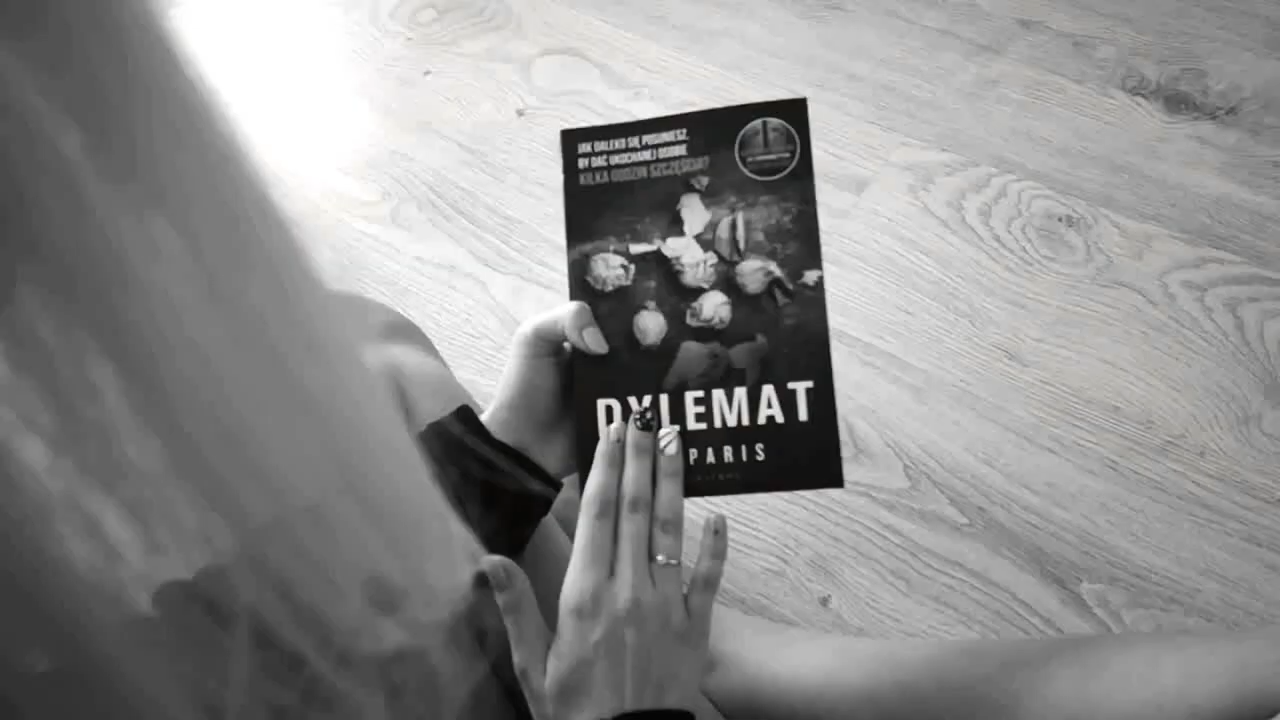 JAK DALEKO SIĘ POSUNIESZ,
BY DAĆ UKOCHANEJ OSOBIE
KILKA GODZIN SZCZĘŚCIA?
DYLEMAT
PARIS